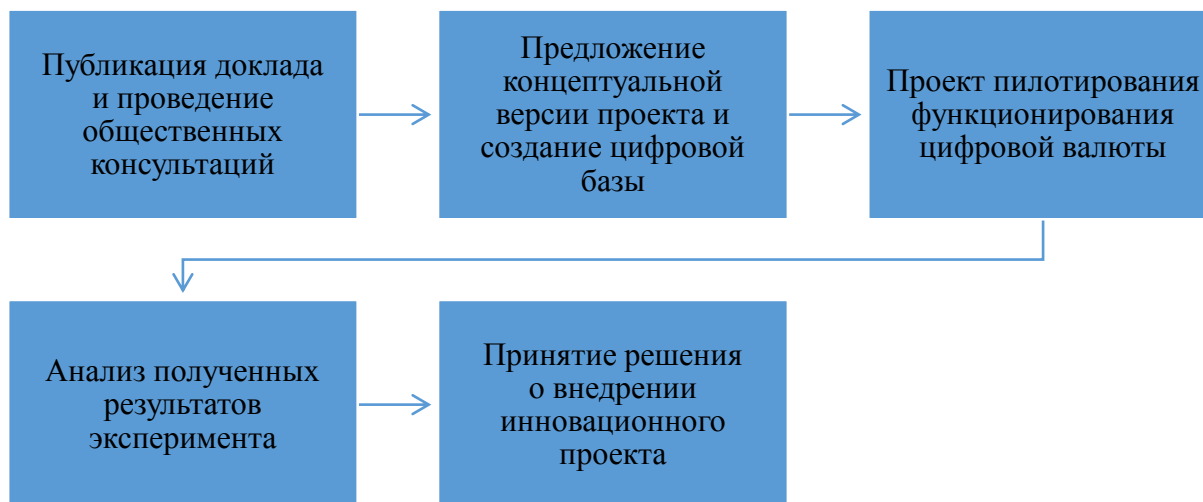 Публикация доклада
и проведение
общественных
консультаций
Предложение
концептуальной
версии проекта и
создание цифровой
базы
Проект пилотирования
функционирования
цифровой валюты
Анализ полученных
результатов
эксперимента
Принятие решения
о внедрении
инновационного
проекта